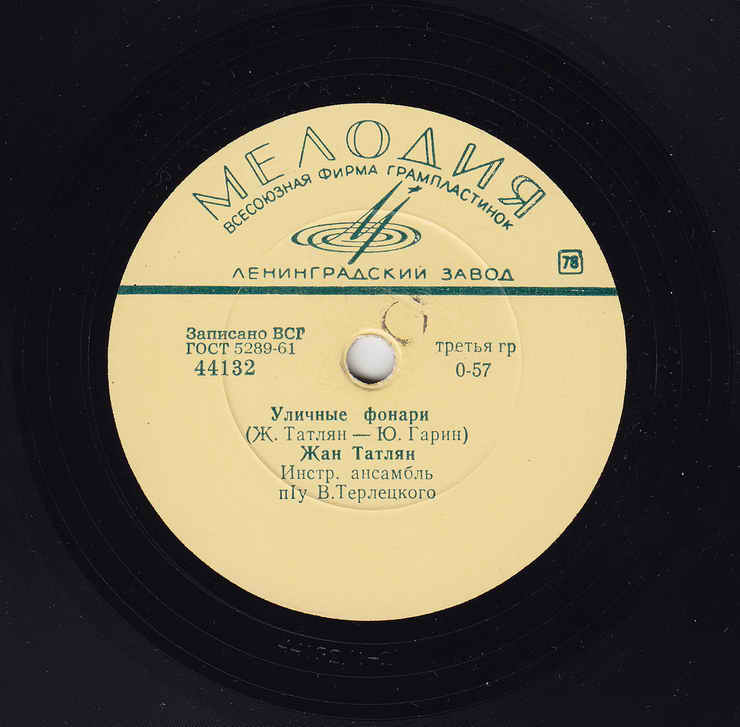 МЕЛОДИЯ
ВСЕСОЮЗНАЯ ФИРМА ГРАМПЛАСТИНОК
ЛЕНИНГРАДСКИЙ ЗАВОД
78
Записано ВСГ
ГОСТ 5289-61
44132
третья гр
0-57
Уличные фонари
(Ж. Татлян — Ю. Гарин)
Жан Татлян
Инстр. ансамбль
п/у В.Терлецкого